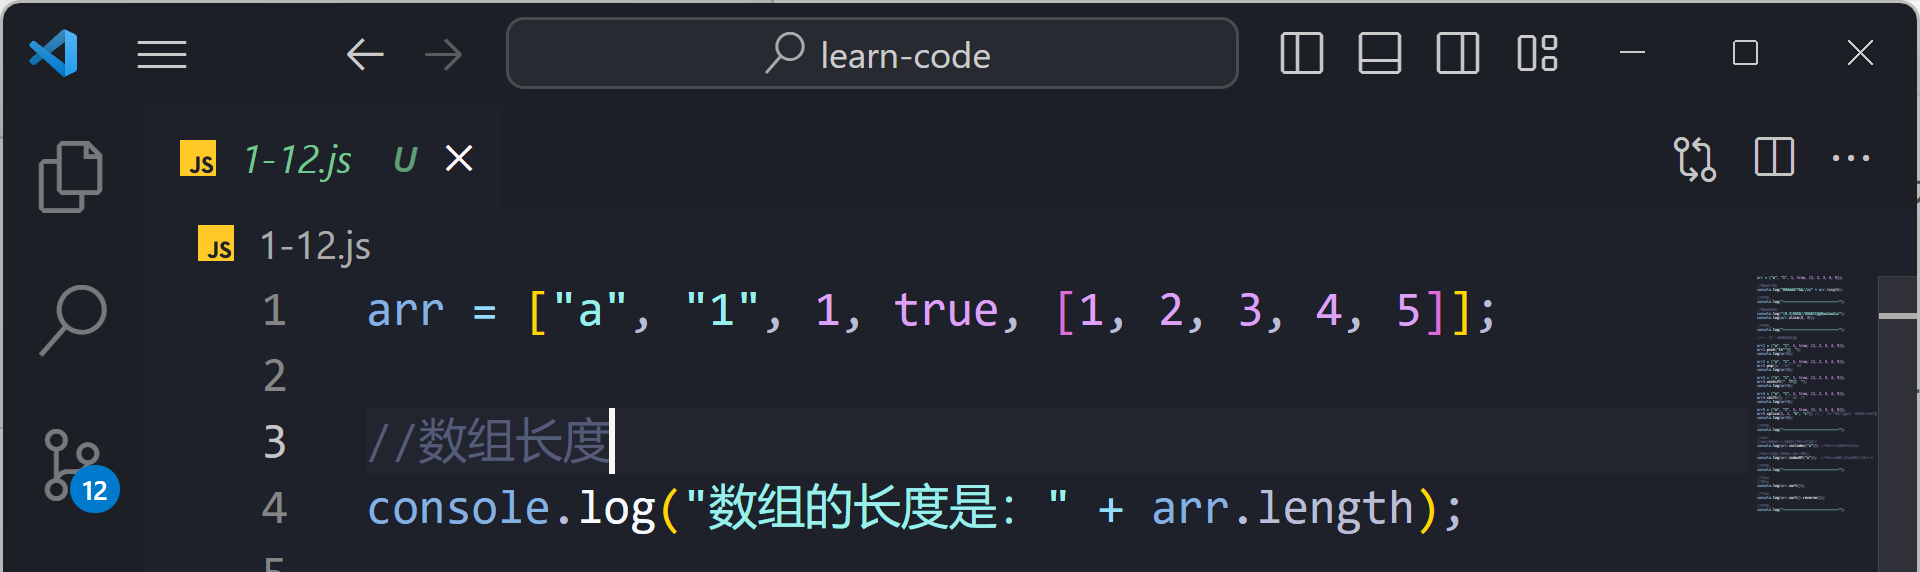 learn-code
JS 1-12.js U
JS 1-12.js
1 arr = ["a", "1", 1, true, [1, 2, 3, 4, 5]];
2
3 //数组长度
4 console.log("数组的长度是: " + arr.length);
12